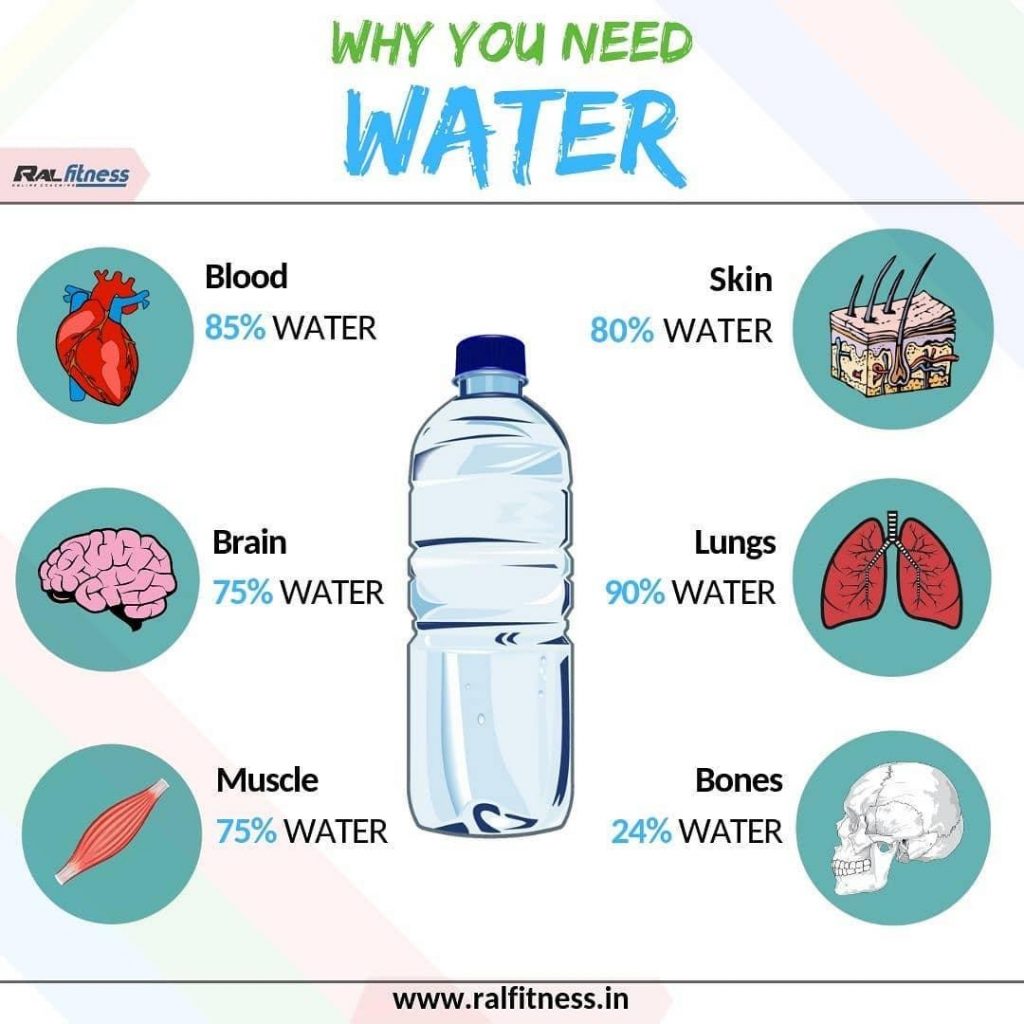 WHY YOU NEED
WATER
RAL fitness
ONLINE COACHING
Blood
85% WATER
Skin
80% WATER
Brain
75% WATER
Lungs
90% WATER
Muscle
75% WATER
Bones
24% WATER
www.ralfitness.in